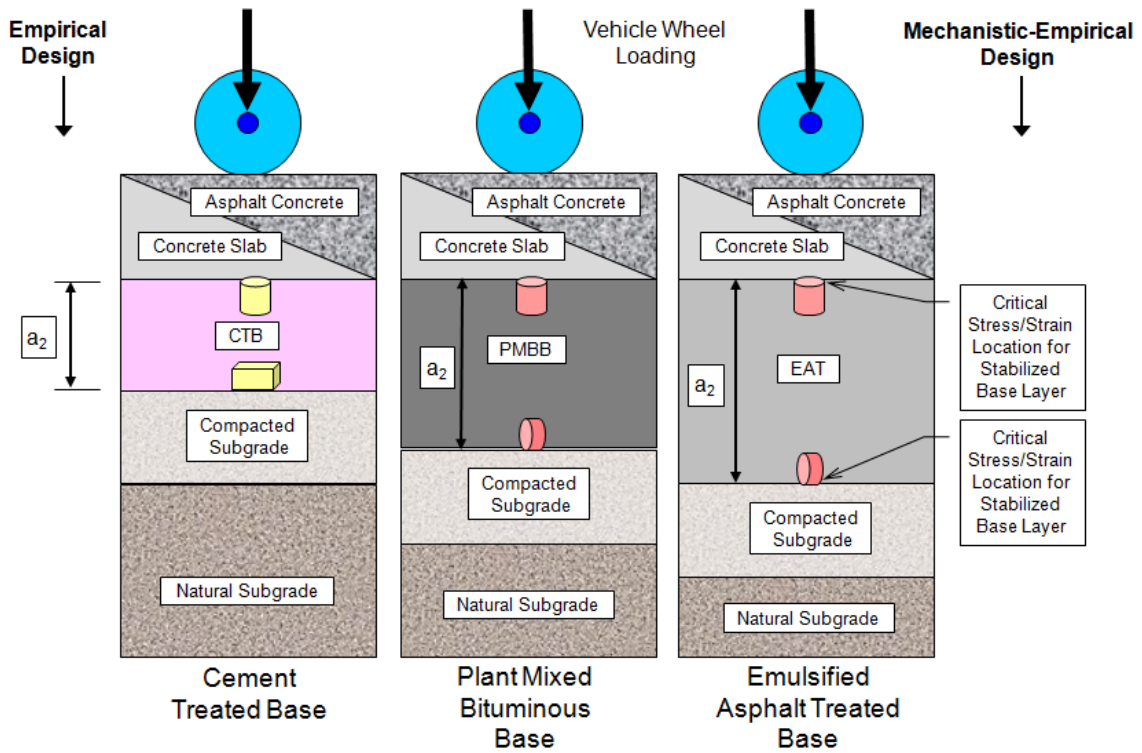 Empirical
Design
Vehicle Wheel
Loading
Mechanistic-Empirical
Design
Asphalt Concrete
Concrete Slab
Asphalt Concrete
Concrete Slab
Asphalt Concrete
Concrete Slab
a2
CTB
a2
PMBB
a2
EAT
Critical
Stress/Strain
Location for
Stabilized
Base Layer
Critical
Stress/Strain
Location for
Stabilized
Base Layer
Compacted
Subgrade
Compacted
Subgrade
Compacted
Subgrade
Natural Subgrade
Natural Subgrade
Natural Subgrade
Cement
Treated Base
Plant Mixed
Bituminous
Base
Emulsified
Asphalt Treated
Base